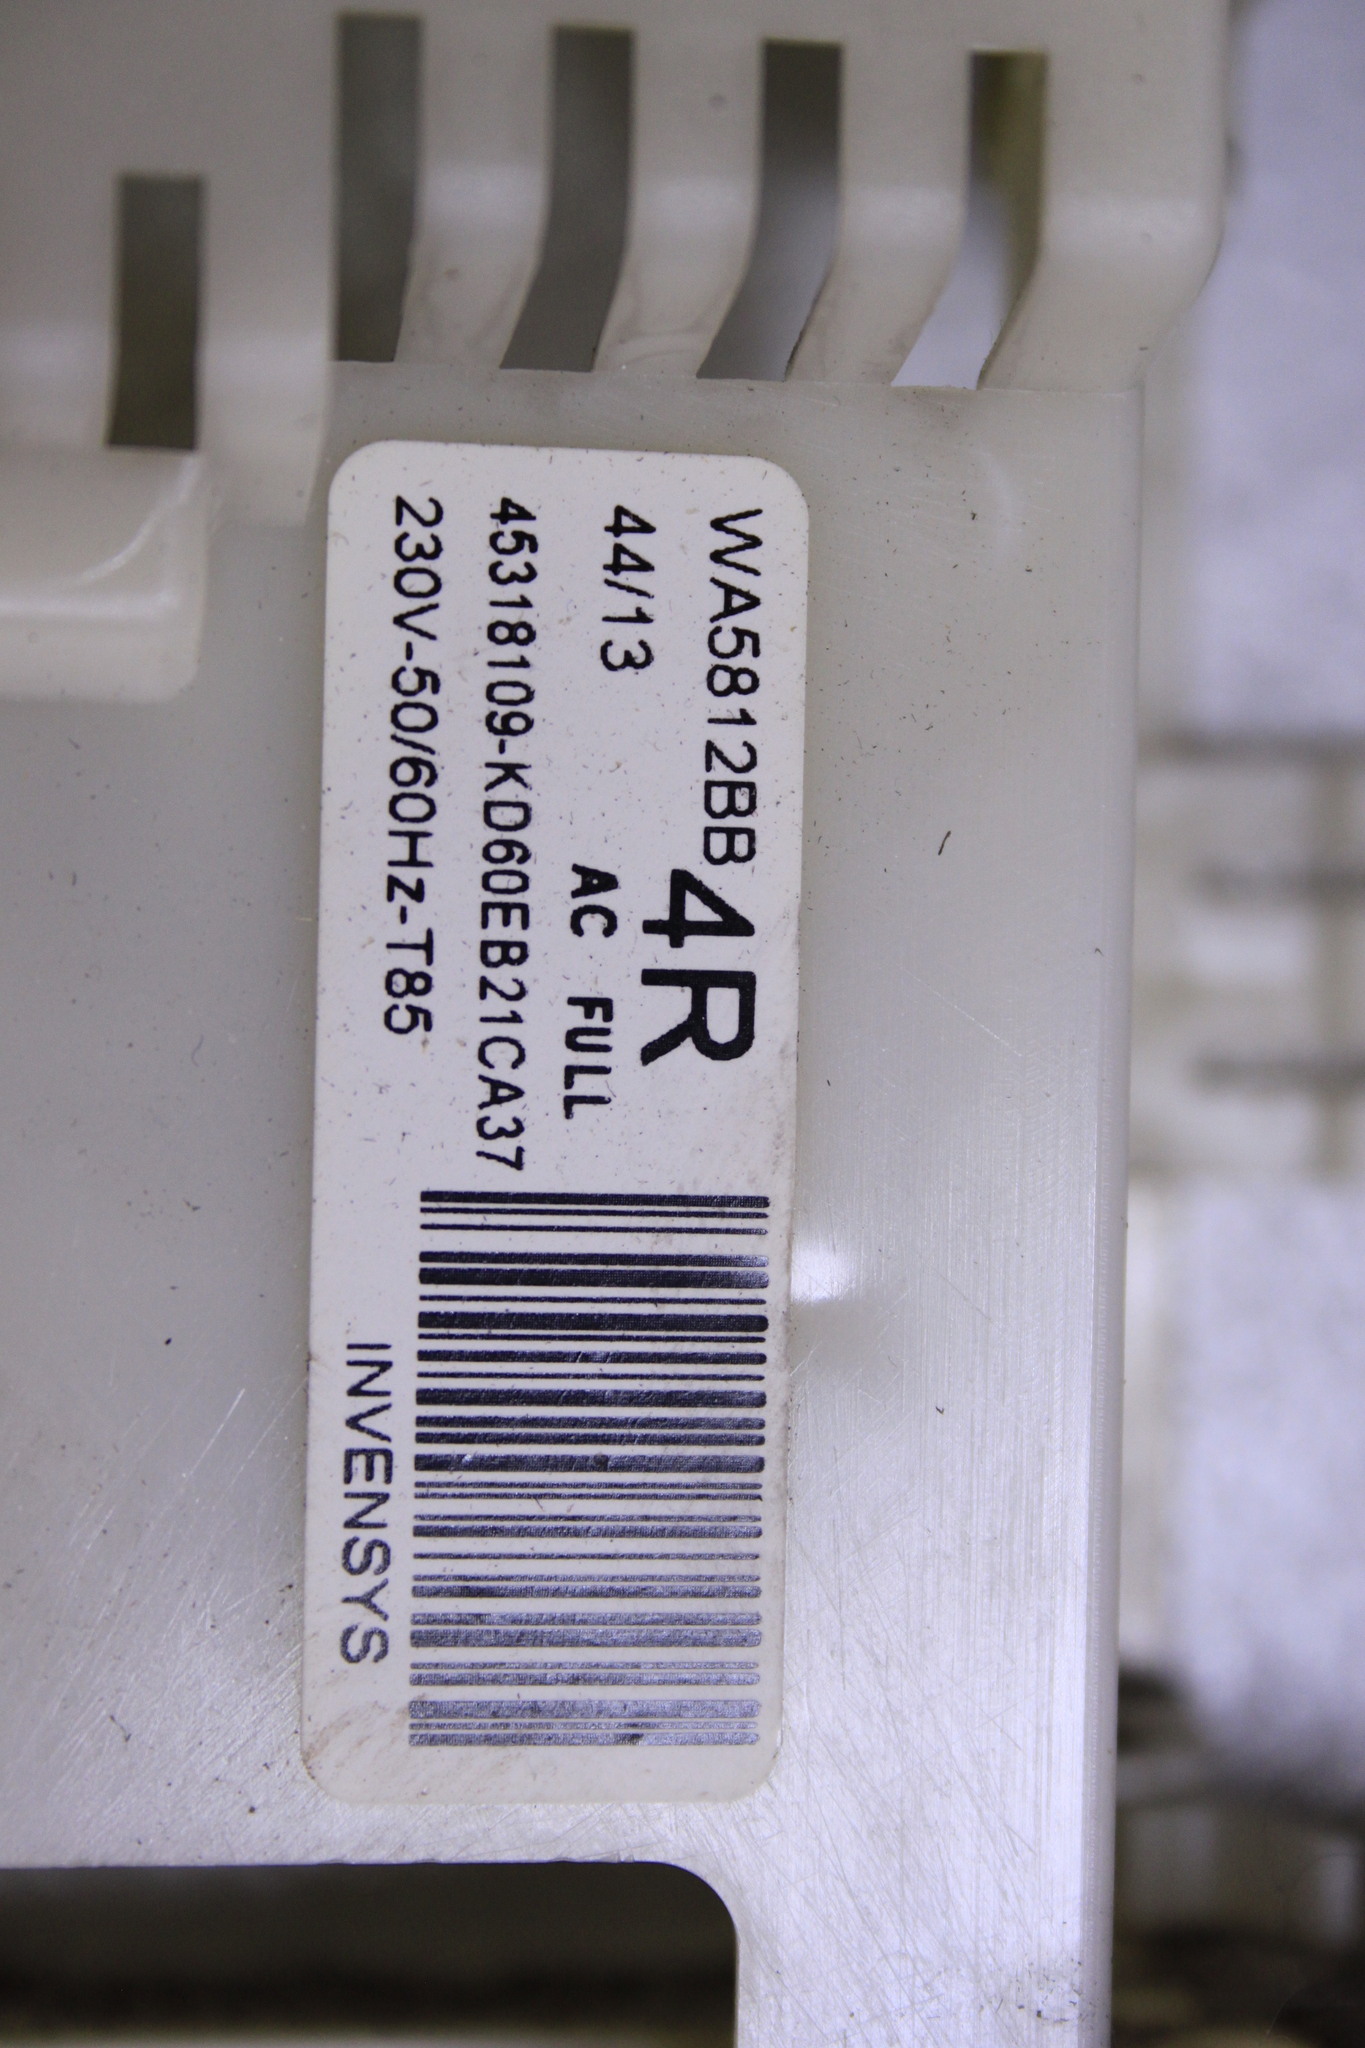 WA5812BB
4R
44/13
AC FULL
45318109-KD60EB21CA37
230V-50/60Hz-T85
INVENSYS